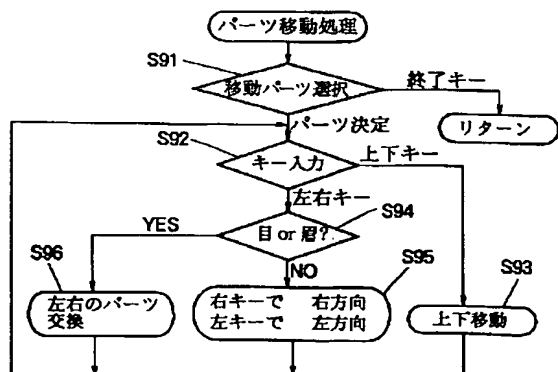 パーツ移動処理
S91
移動パーツ選択
終了キー
リターン
パーツ決定
S92
キー入力
上下キー
左右キー
S94
目or沼?
YES
NO
S96
左右のパーツ
交換
S95
右キーで 右方向
左キーで 左方向
S93
上下移動